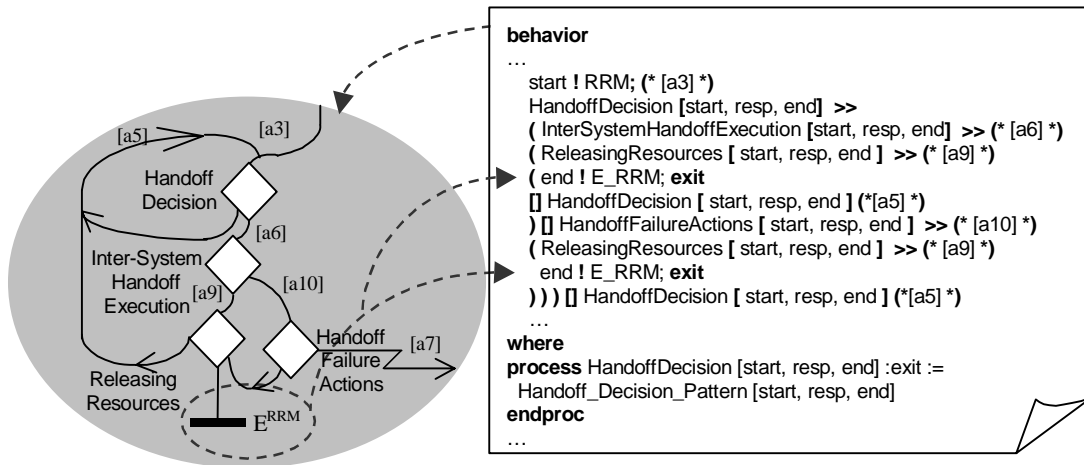 [a5]
[a3]
Handoff
Decision
[a6]
Inter-System
Handoff
Execution
[a9]
[a10]
Handoff
Failure
Actions
[a7]
Releasing
Resources
E^RRM
behavior
…
start ! RRM; (* [a3] *)
HandoffDecision [start, resp, end] >>
( InterSystemHandoffExecution [start, resp, end] >> (* [a6] *)
( ReleasingResources [ start, resp, end ] >> (* [a9] *)
( end ! E_RRM; exit
[] HandoffDecision [ start, resp, end ] (*[a5] *)
) [] HandoffFailureActions [ start, resp, end ] >> (* [a10] *)
( ReleasingResources [ start, resp, end ] >> (* [a9] *)
end ! E_RRM; exit
) ) ) [] HandoffDecision [ start, resp, end ] (*[a5] *)
…
where
process HandoffDecision [start, resp, end] :exit :=
Handoff_Decision_Pattern [start, resp, end]
endproc
…